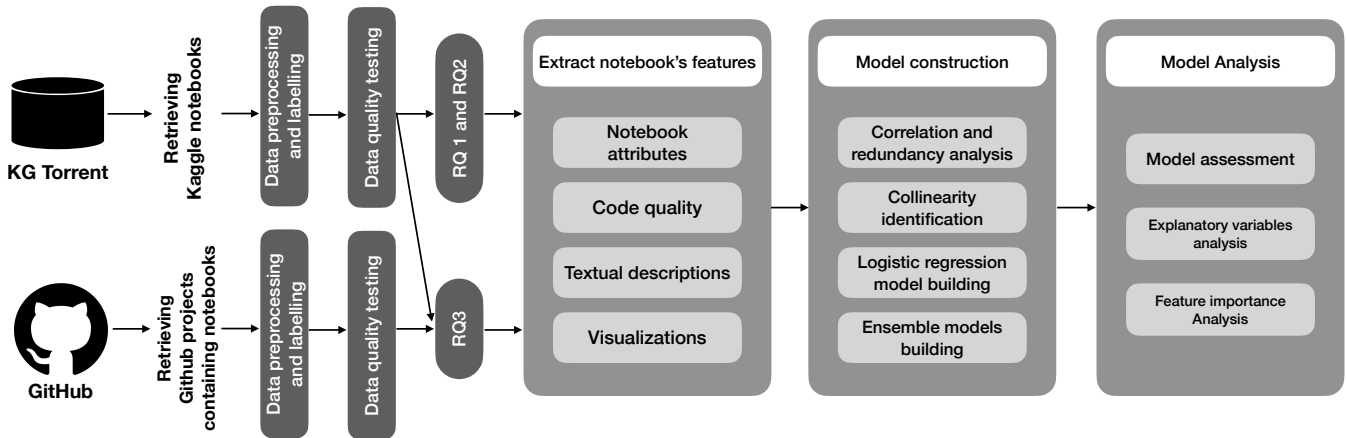 KG Torrent
Retrieving
Kaggle notebooks
Data preprocessing
and labelling
Data quality testing
RQ 1 and RQ2
GitHub
Retrieving
Github projects
containing notebooks
Data preprocessing
and labelling
Data quality testing
RQ3
Extract notebook's features
Notebook
attributes
Code quality
Textual descriptions
Visualizations
Model construction
Correlation and
redundancy analysis
Collinearity
identification
Logistic regression
model building
Ensemble models
building
Model Analysis
Model assessment
Explanatory variables
analysis
Feature importance
Analysis